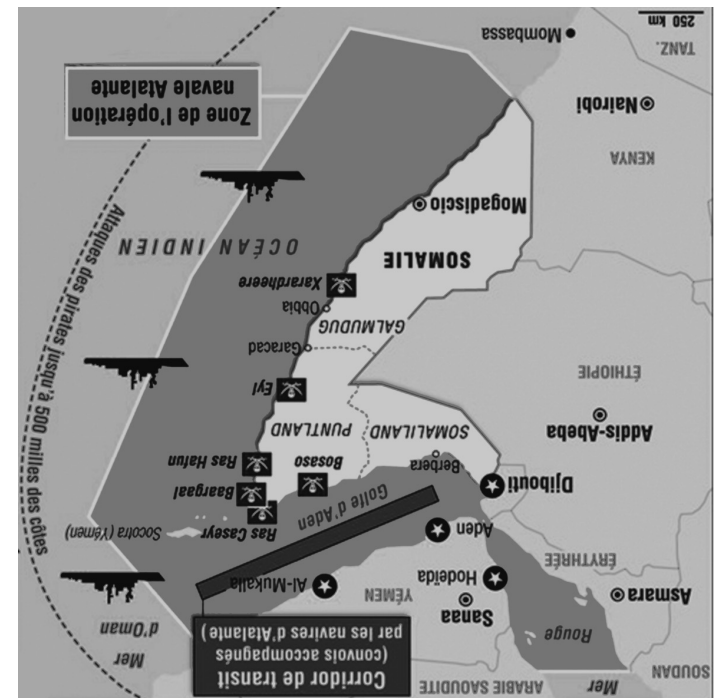 SOUDAN
Mer
Rouge
ARABIE SAOUDITE
Corridor de transit
(convois accompagnés
par les navires d'Atalante)
Mer
d'Oman
Asmara
ÉRYTHRÉE
Sanaa
YÉMEN
Hodeïda
Al-Mukalla
Aden
Socotra (Yémen)
Djibouti
Golfe d'Aden
Ras Caseyr
Baargaal
Bosaso
Ras Hafun
Berbera
Addis-Abeba
ÉTHIOPIE
SOMALILAND
PUNTLAND
Eyl
Garacad
GALMUDUG
Obbia
Xarardheere
SOMALIE
OCÉAN INDIEN
Attaques des pirates jusqu'à 500 milles des côtes
Mogadiscio
KENYA
Nairobi
Zone de l'opération
navale Atalante
TANZ.
Mombassa
250 km